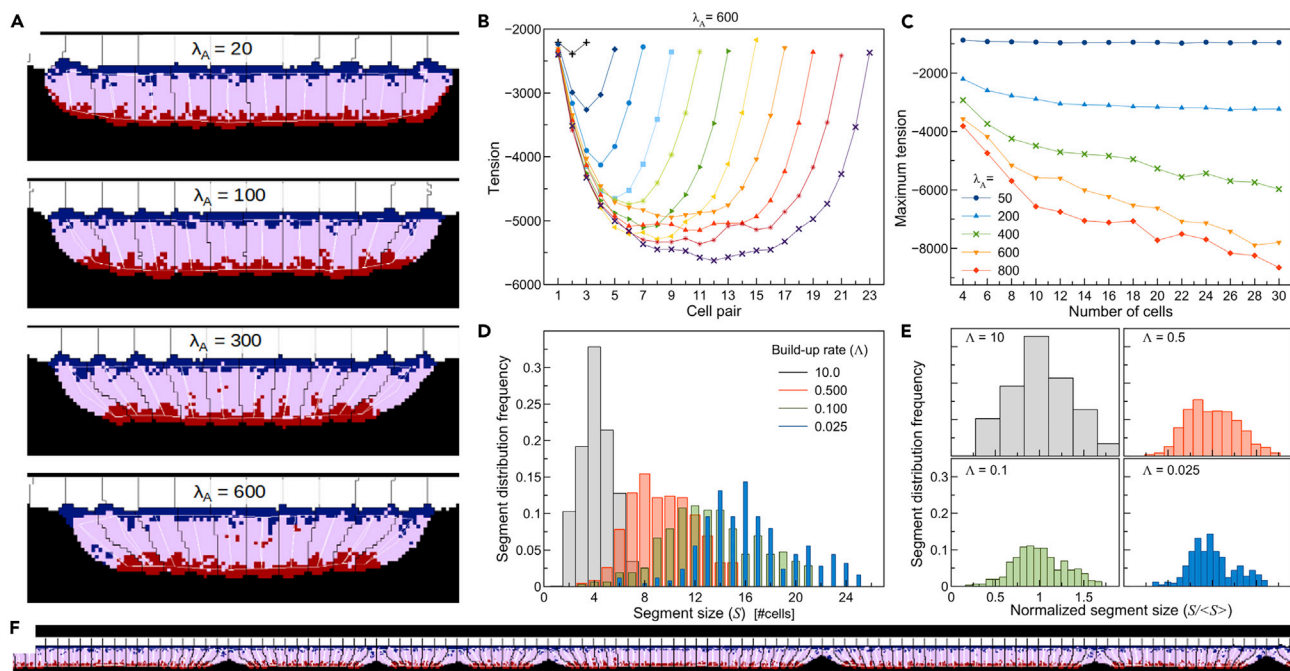 A
λA = 20
λA = 100
λA = 300
λA = 600
B
λA = 600
−2000
−3000
−4000
−5000
−6000
Tension
1 3 5 7 9 11 13 15 17 19 21 23
Cell pair
C
−2000
−4000
−6000
−8000
Maximum tension
λA=
50
200
400
600
800
4 6 8 10 12 14 16 18 20 22 24 26 28 30
Number of cells
D
Segment distribution frequency
0.3
0.25
0.2
0.15
0.10
0.05
0
Build-up rate (Λ)
10.0
0.500
0.100
0.025
0 4 8 12 16 20 24
Segment size (S) [#cells]
E
Segment distribution frequency
Λ = 10
Λ = 0.5
Λ = 0.1
Λ = 0.025
0.3
0.2
0.1
0
0 0.5 1 1.5
Normalized segment size (S/<S>)
F